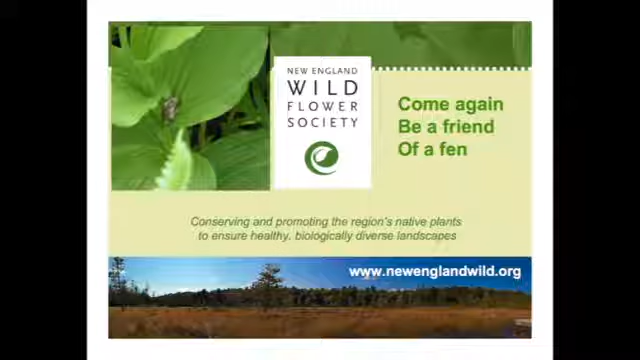 NEW ENGLAND
WILD
FLOWER
SOCIETY
Come again
Be a friend
Of a fen
Conserving and promoting the region's native plants
to ensure healthy, biologically diverse landscapes
www.newenglandwild.org